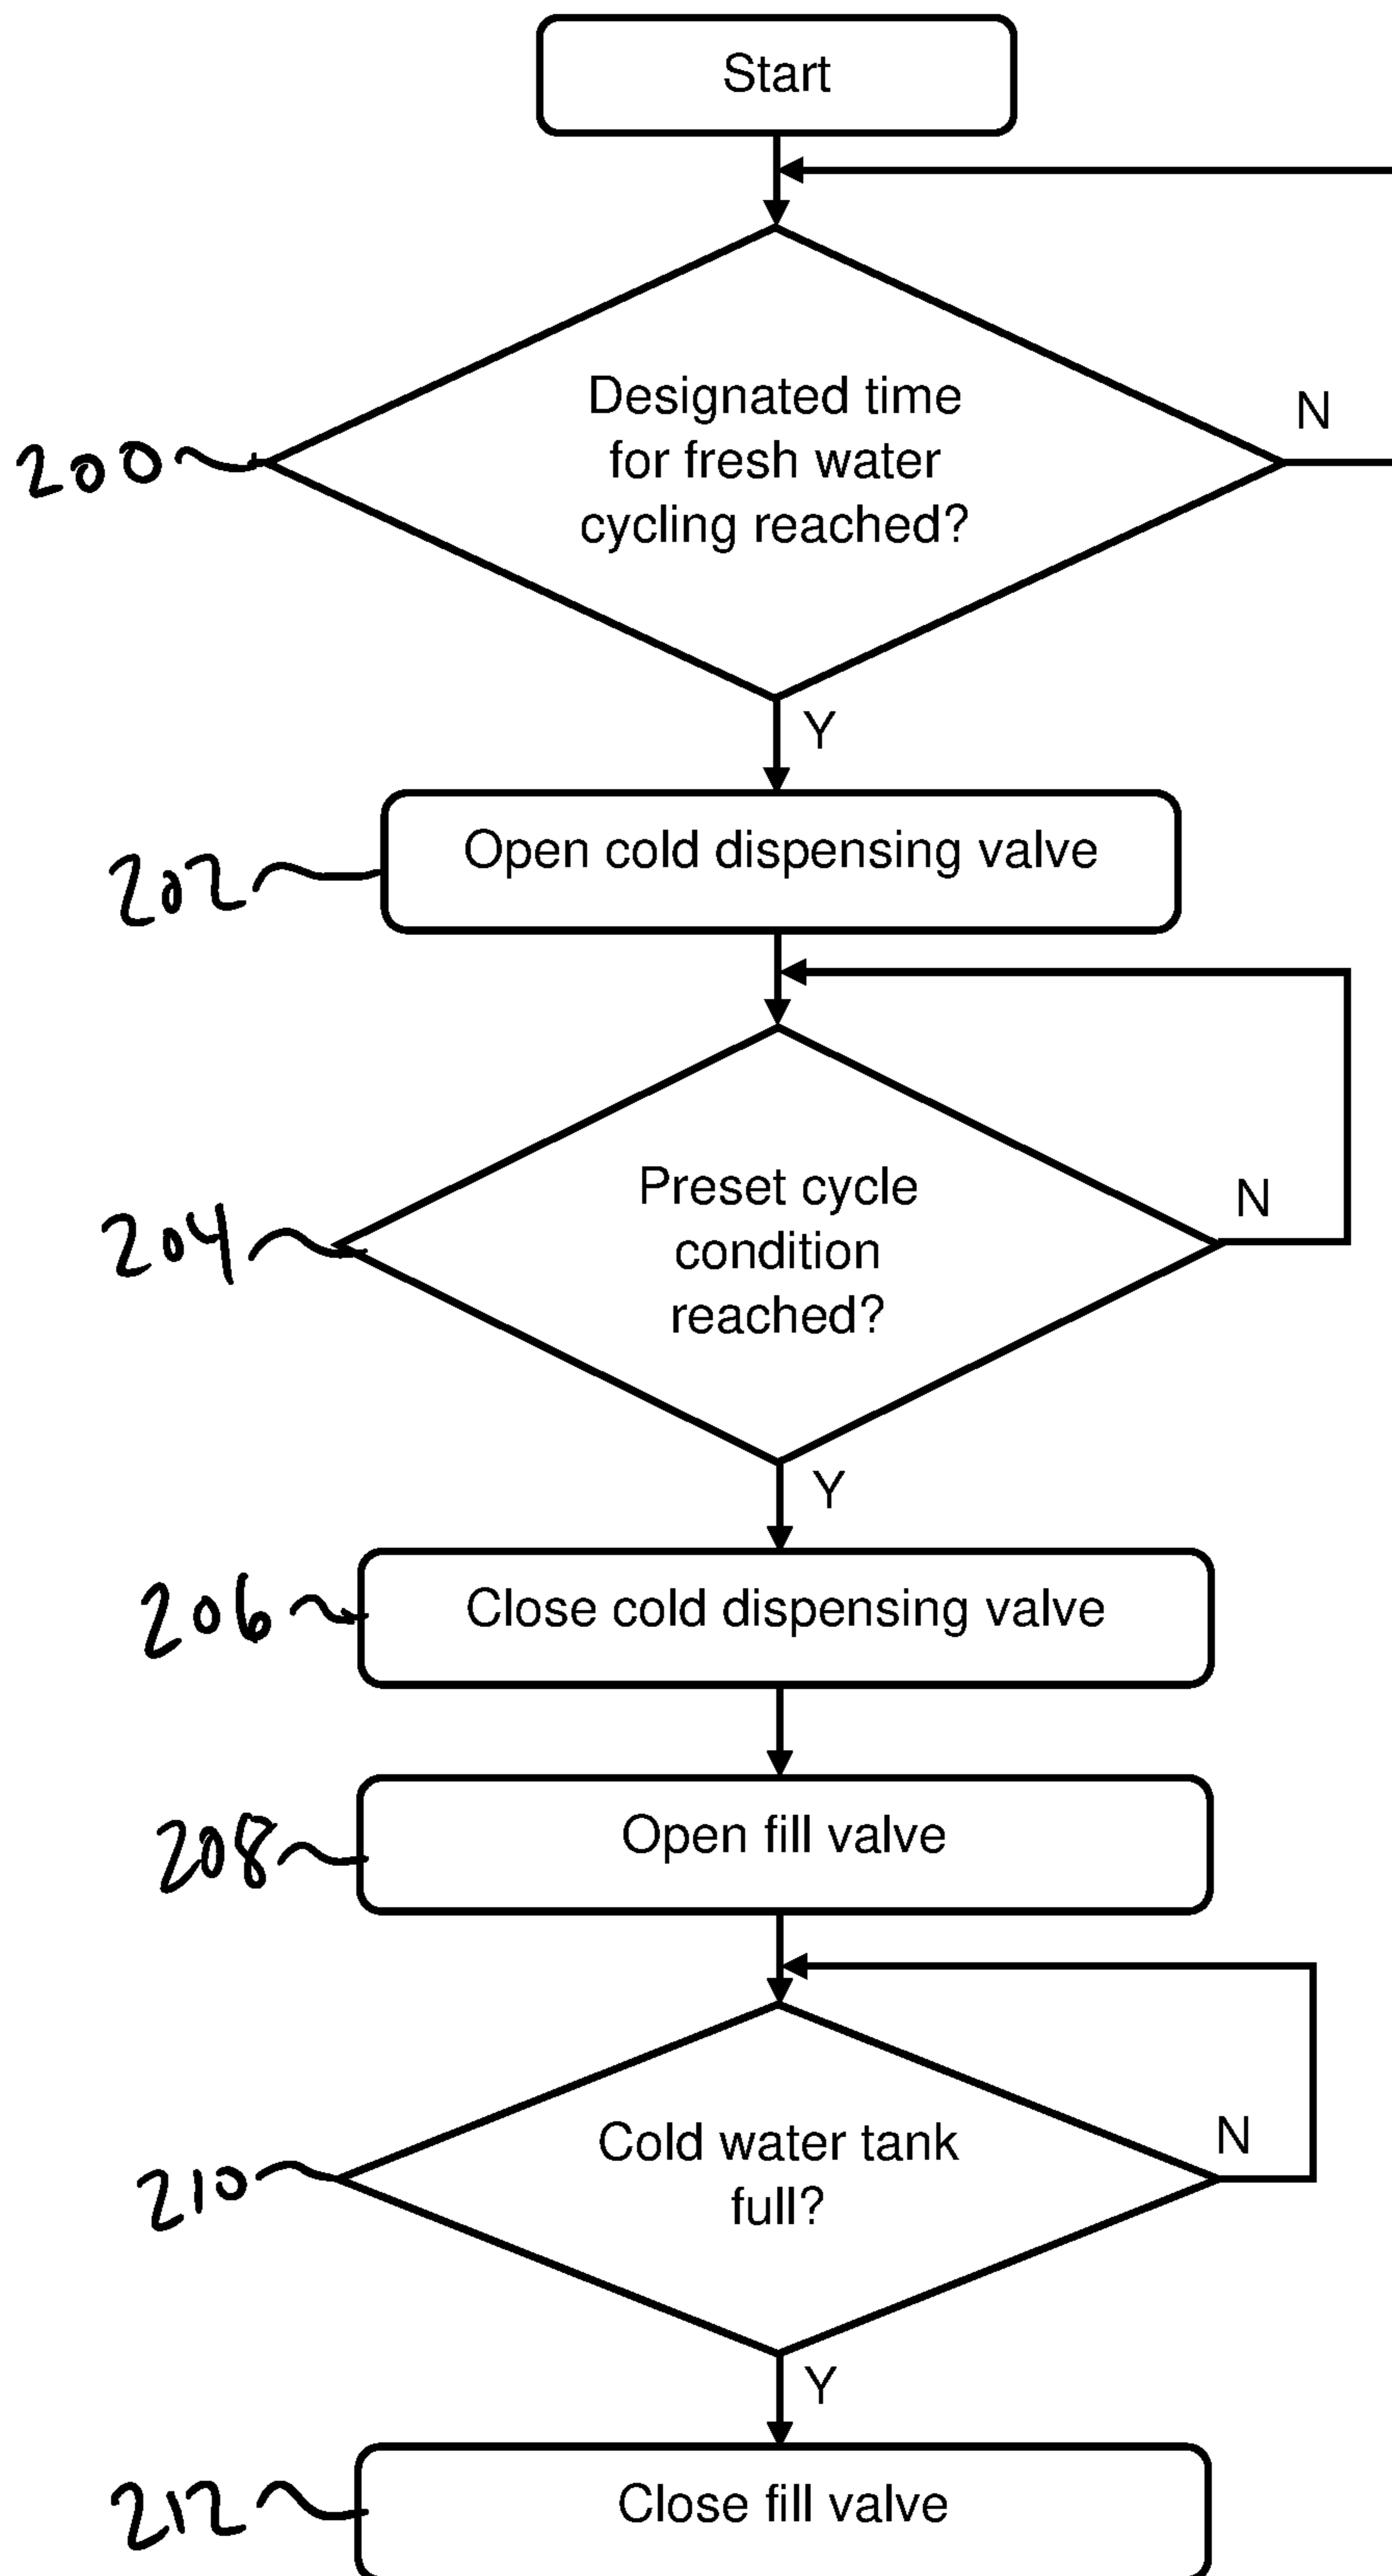 Start
Designated time
for fresh water
cycling reached?
N
200
Y
Open cold dispensing valve
202
Preset cycle
condition
reached?
N
204
Y
Close cold dispensing valve
206
Open fill valve
208
Cold water tank
full?
N
210
Y
Close fill valve
212